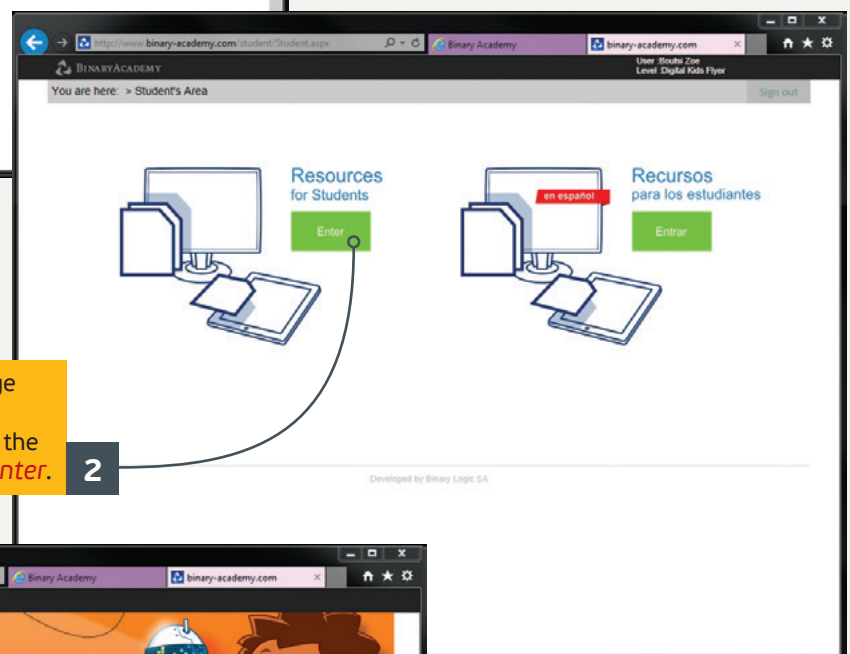 http://www.binary-academy.com/student/Student.aspx
Binary Academy
binary-academy.com
BINARYACADEMY
User :Boutsi Zoe
Level :Digital Kids Flyer
You are here: > Student's Area
Sign out
Resources
for Students
Enter
en español
Recursos
para los estudiantes
Entrar
the
2
Developed by Binary Logic SA
Binary Academy
binary-academy.com